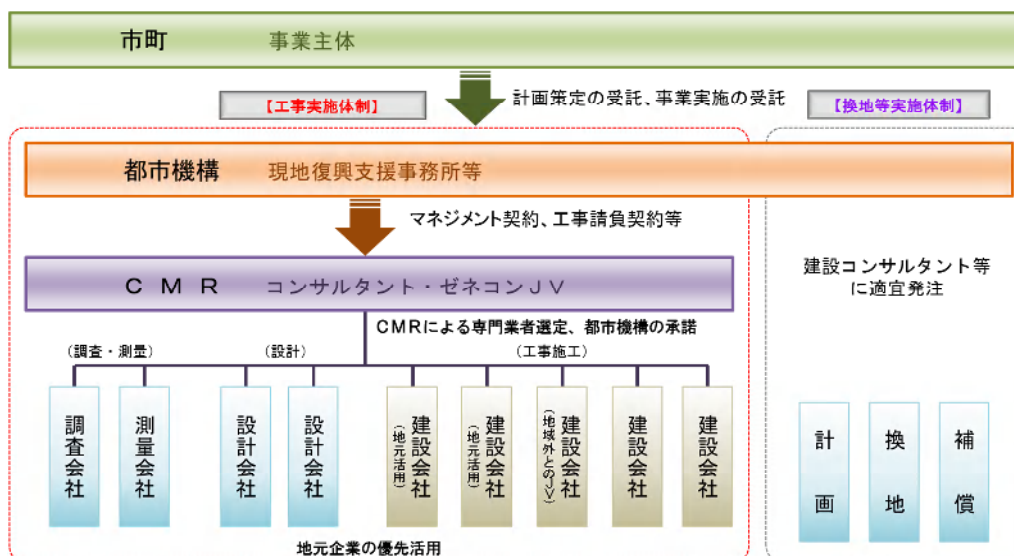 市町 事業主体
【工事実施体制】
計画策定の受託、事業実施の受託
【換地等実施体制】
都市機構 現地復興支援事務所等
マネジメント契約、工事請負契約等
建設コンサルタント等
に適宜発注
ＣＭＲ コンサルタント・ゼネコンＪＶ
CMRによる専門業者選定、都市機構の承諾
（調査・測量）
（設計）
（工事施工）
調査会社
測量会社
設計会社
設計会社
建設会社
（地元活用）
建設会社
（地元活用）
建設会社
（地域外とのJV）
建設会社
建設会社
計画
換地
補償
地元企業の優先活用